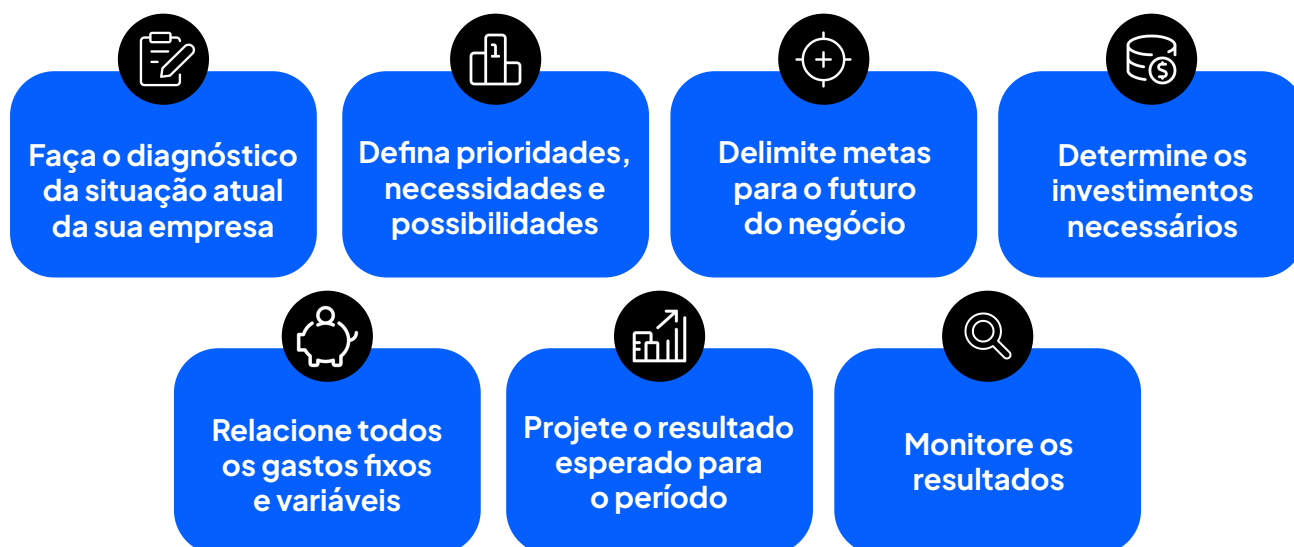 1
Faça o diagnóstico
da situação atual
da sua empresa
Defina prioridades,
necessidades e
possibilidades
Delimite metas
para o futuro
do negócio
$
Determine os
investimentos
necessários
Relacione todos
os gastos fixos
e variáveis
Projete o resultado
esperado para
o período
Monitore os
resultados